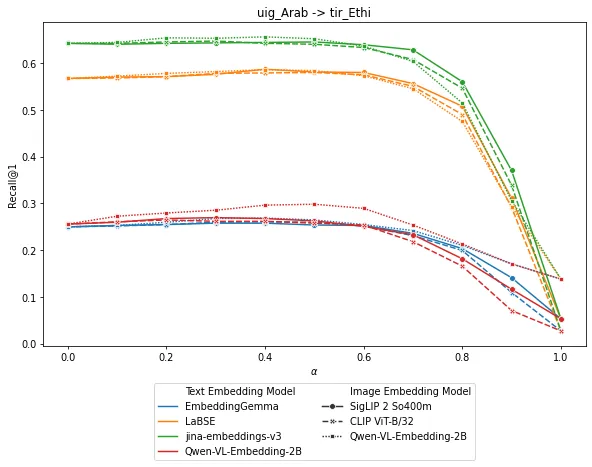 uig_Arab -> tir_Ethi
Recall@1
0.6
0.5
0.4
0.3
0.2
0.1
0.0
0.0 0.2 0.4 0.6 0.8 1.0
α
Text Embedding Model Image Embedding Model
EmbeddingGemma SigLIP 2 So400m
LaBSE CLIP ViT-B/32
jina-embeddings-v3 Qwen-VL-Embedding-2B
Qwen-VL-Embedding-2B